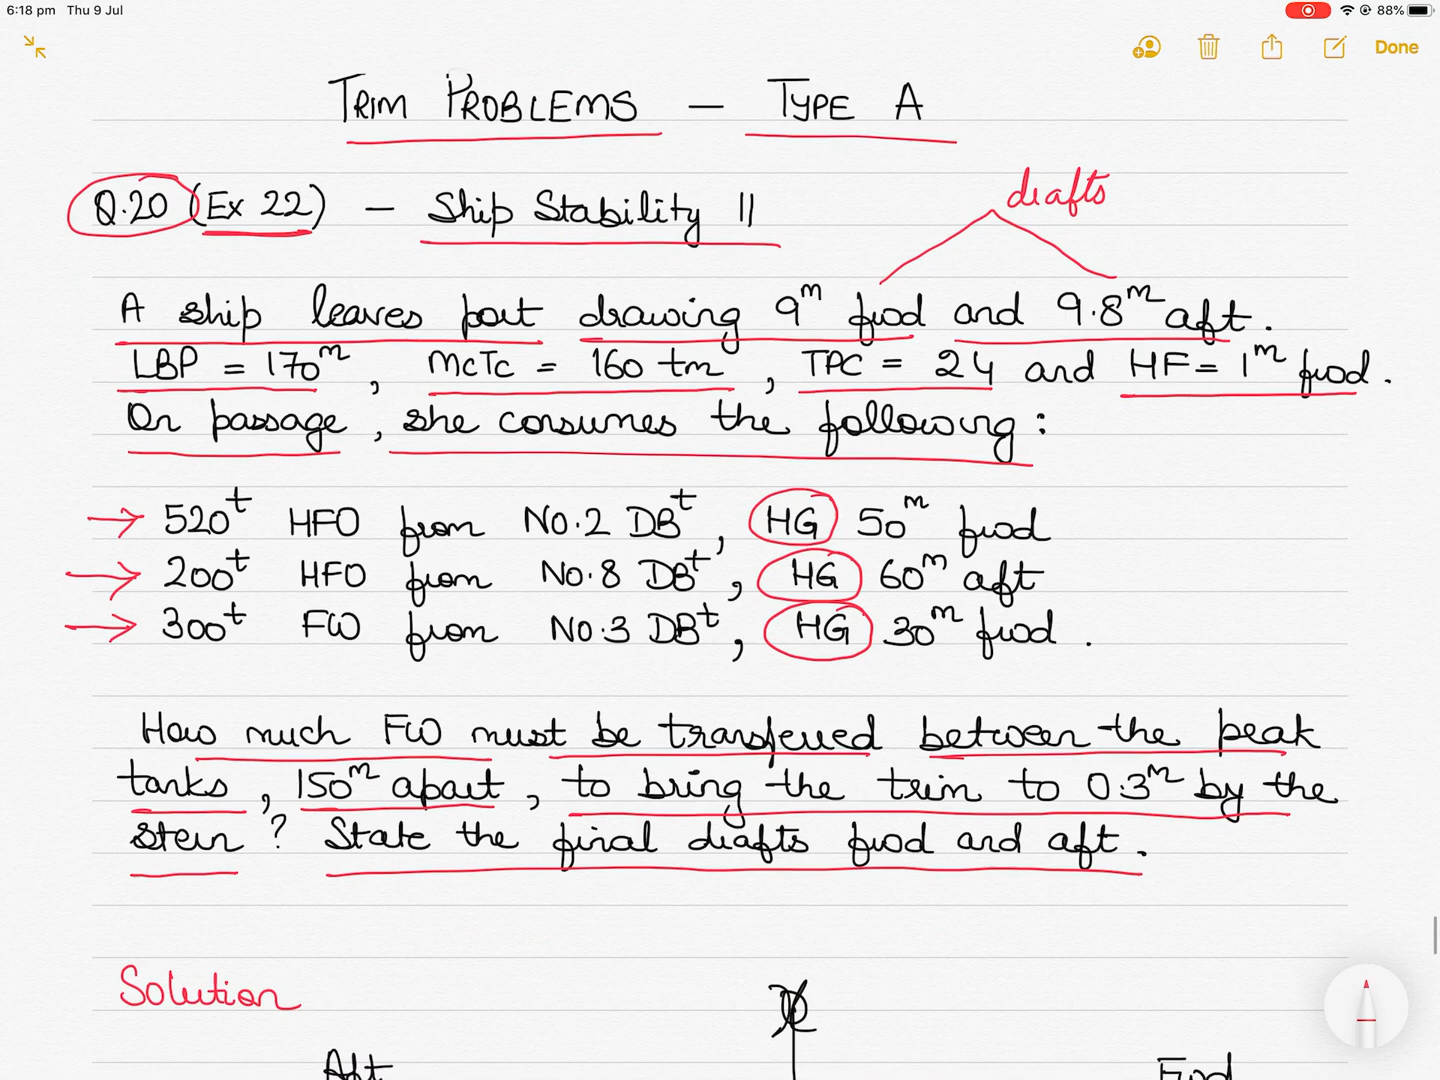 6:18 pm Thu 9 Jul
88%
Done
TRIM PROBLEMS — TYPE A
Q.20 (Ex 22) — Ship Stability II
drafts
A ship leaves port drawing 9m fwd and 9.8m aft.
LBP = 170m, MCTC = 160 tm, TPC = 24 and HF = 1m fwd.
On passage, she consumes the following:
→ 520t HFO from No.2 DBt, HG 50m fwd
→ 200t HFO from No.8 DBt, HG 60m aft
→ 300t FW from No.3 DBt, HG 30m fwd.
How much FW must be transferred between the peak
tanks, 150m apart, to bring the trim to 0.3m by the
stern? State the final drafts fwd and aft.
Solution
Aft
Fwd